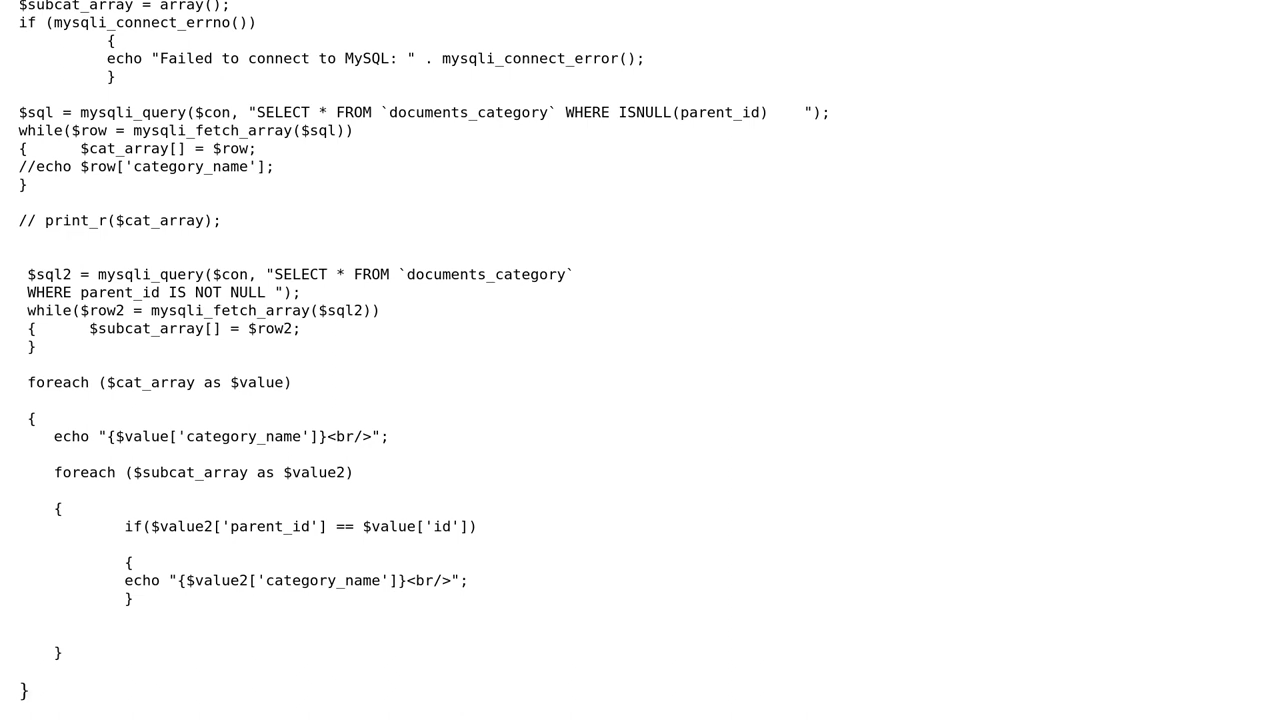 $subcat_array = array();
if (mysqli_connect_errno())
{
echo "Failed to connect to MySQL: " . mysqli_connect_error();
}
$sql = mysqli_query($con, "SELECT * FROM `documents_category` WHERE ISNULL(parent_id)    ");
while($row = mysqli_fetch_array($sql))
{      $cat_array[] = $row;
//echo $row['category_name'];
}
// print_r($cat_array);
$sql2 = mysqli_query($con, "SELECT * FROM `documents_category`
WHERE parent_id IS NOT NULL ");
while($row2 = mysqli_fetch_array($sql2))
{      $subcat_array[] = $row2;
}
foreach ($cat_array as $value)
{
echo "{$value['category_name']}<br/>";
foreach ($subcat_array as $value2)
{
if($value2['parent_id'] == $value['id'])
{
echo "{$value2['category_name']}<br/>";
}
}
}